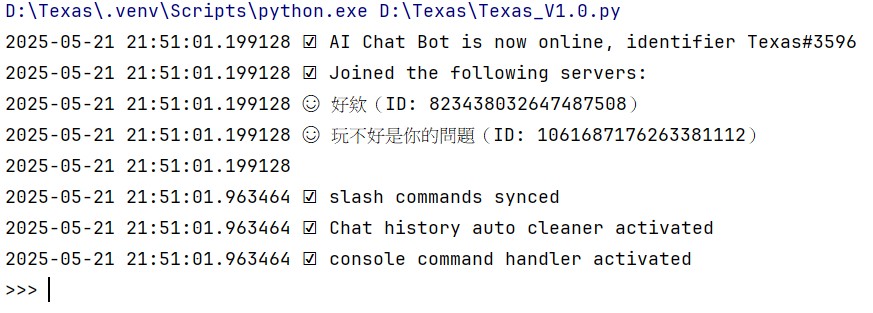 D:\Texas\.venv\Scripts\python.exe D:\Texas\Texas_V1.0.py
2025-05-21 21:51:01.199128 ☑ AI Chat Bot is now online, identifier Texas#3596
2025-05-21 21:51:01.199128 ☑ Joined the following servers:
2025-05-21 21:51:01.199128 ☺ 好欸（ID: 823438032647487508）
2025-05-21 21:51:01.199128 ☺ 玩不好是你的問題（ID: 1061687176263381112）
2025-05-21 21:51:01.199128
2025-05-21 21:51:01.963464 ☑ slash commands synced
2025-05-21 21:51:01.963464 ☑ Chat history auto cleaner activated
2025-05-21 21:51:01.963464 ☑ console command handler activated
>>>